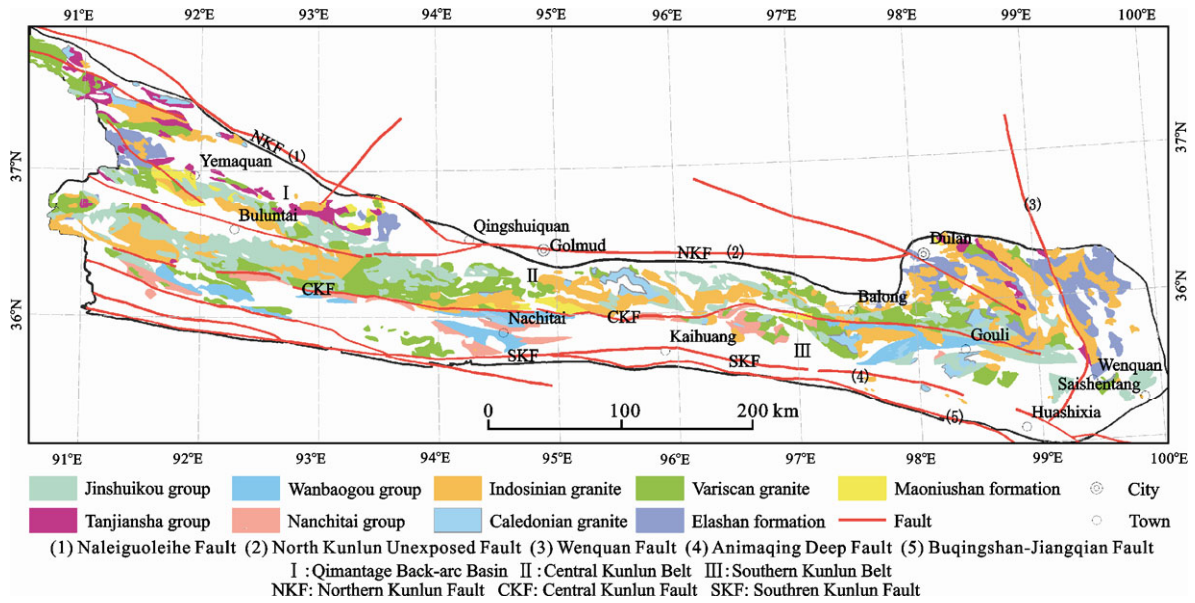 91°E 92°E 93°E 94°E 95°E 96°E 97°E 98°E 99°E 100°E
37°N 37°N
NKF (1)
Yemaquan
I
Buluntai
(3)
Qingshuiquan
Golmud
NKF (2)
Dulan
II
CKF
Balong
36°N 36°N
Nachitai
CKF
Kaihuang
Gouli
SKF
SKF
III
(4)
Wenquan
Saishentang
(5)
Huashixia
0 100 200 km
91°E 92°E 93°E 94°E 95°E 96°E 97°E 98°E 99°E 100°E
Jinshuikou group Wanbaogou group Indosinian granite Variscan granite Maoniushan formation City
Tanjiansha group Nanchitai group Caledonian granite Elashan formation Fault Town
(1) Naleiguoleihe Fault (2) North Kunlun Unexposed Fault (3) Wenquan Fault (4) Animaqing Deep Fault (5) Buqingshan-Jiangqian Fault
I : Qimantage Back-arc Basin II : Central Kunlun Belt III : Southern Kunlun Belt
NKF: Northern Kunlun Fault CKF: Central Kunlun Fault SKF: Southren Kunlun Fault